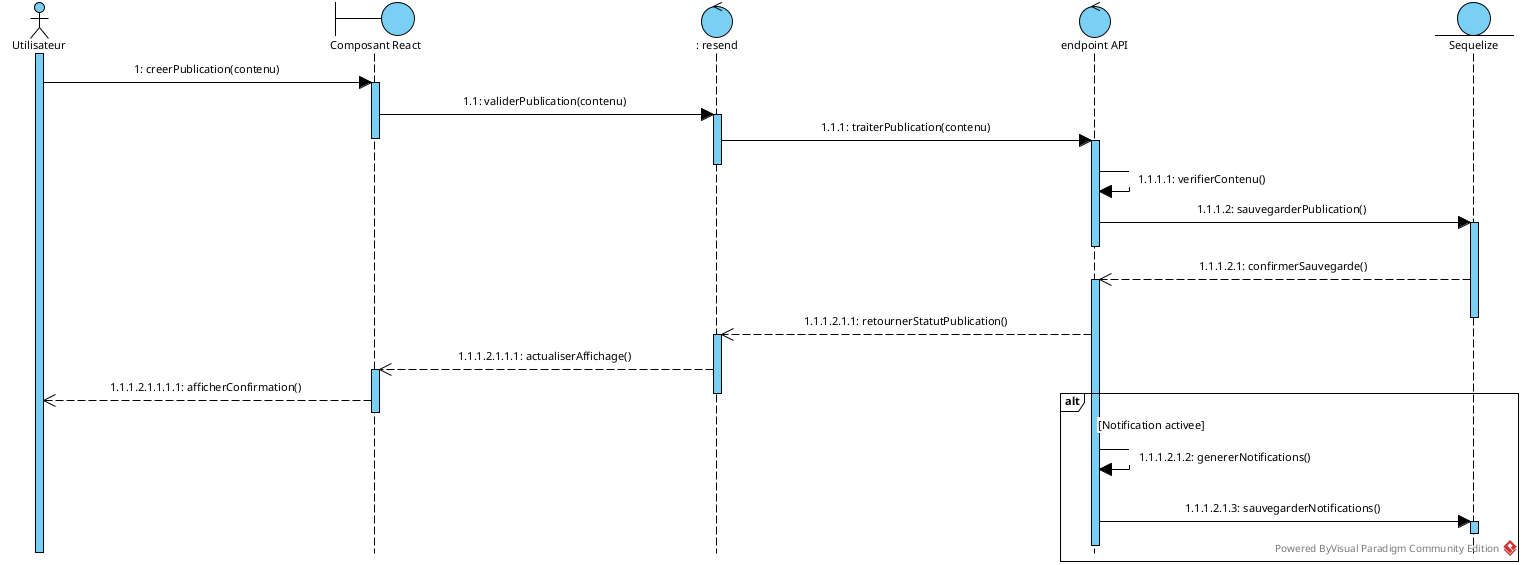 Utilisateur
Composant React
: resend
endpoint API
Sequelize
1: creerPublication(contenu)
1.1: validerPublication(contenu)
1.1.1: traiterPublication(contenu)
1.1.1.1: verifierContenu()
1.1.1.2: sauvegarderPublication()
1.1.1.2.1: confirmerSauvegarde()
1.1.1.2.1.1: retournerStatutPublication()
1.1.1.2.1.1.1: actualiserAffichage()
1.1.1.2.1.1.1.1: afficherConfirmation()
alt
[Notification activee]
1.1.1.2.1.2: genererNotifications()
1.1.1.2.1.3: sauvegarderNotifications()
Powered ByVisual Paradigm Community Edition